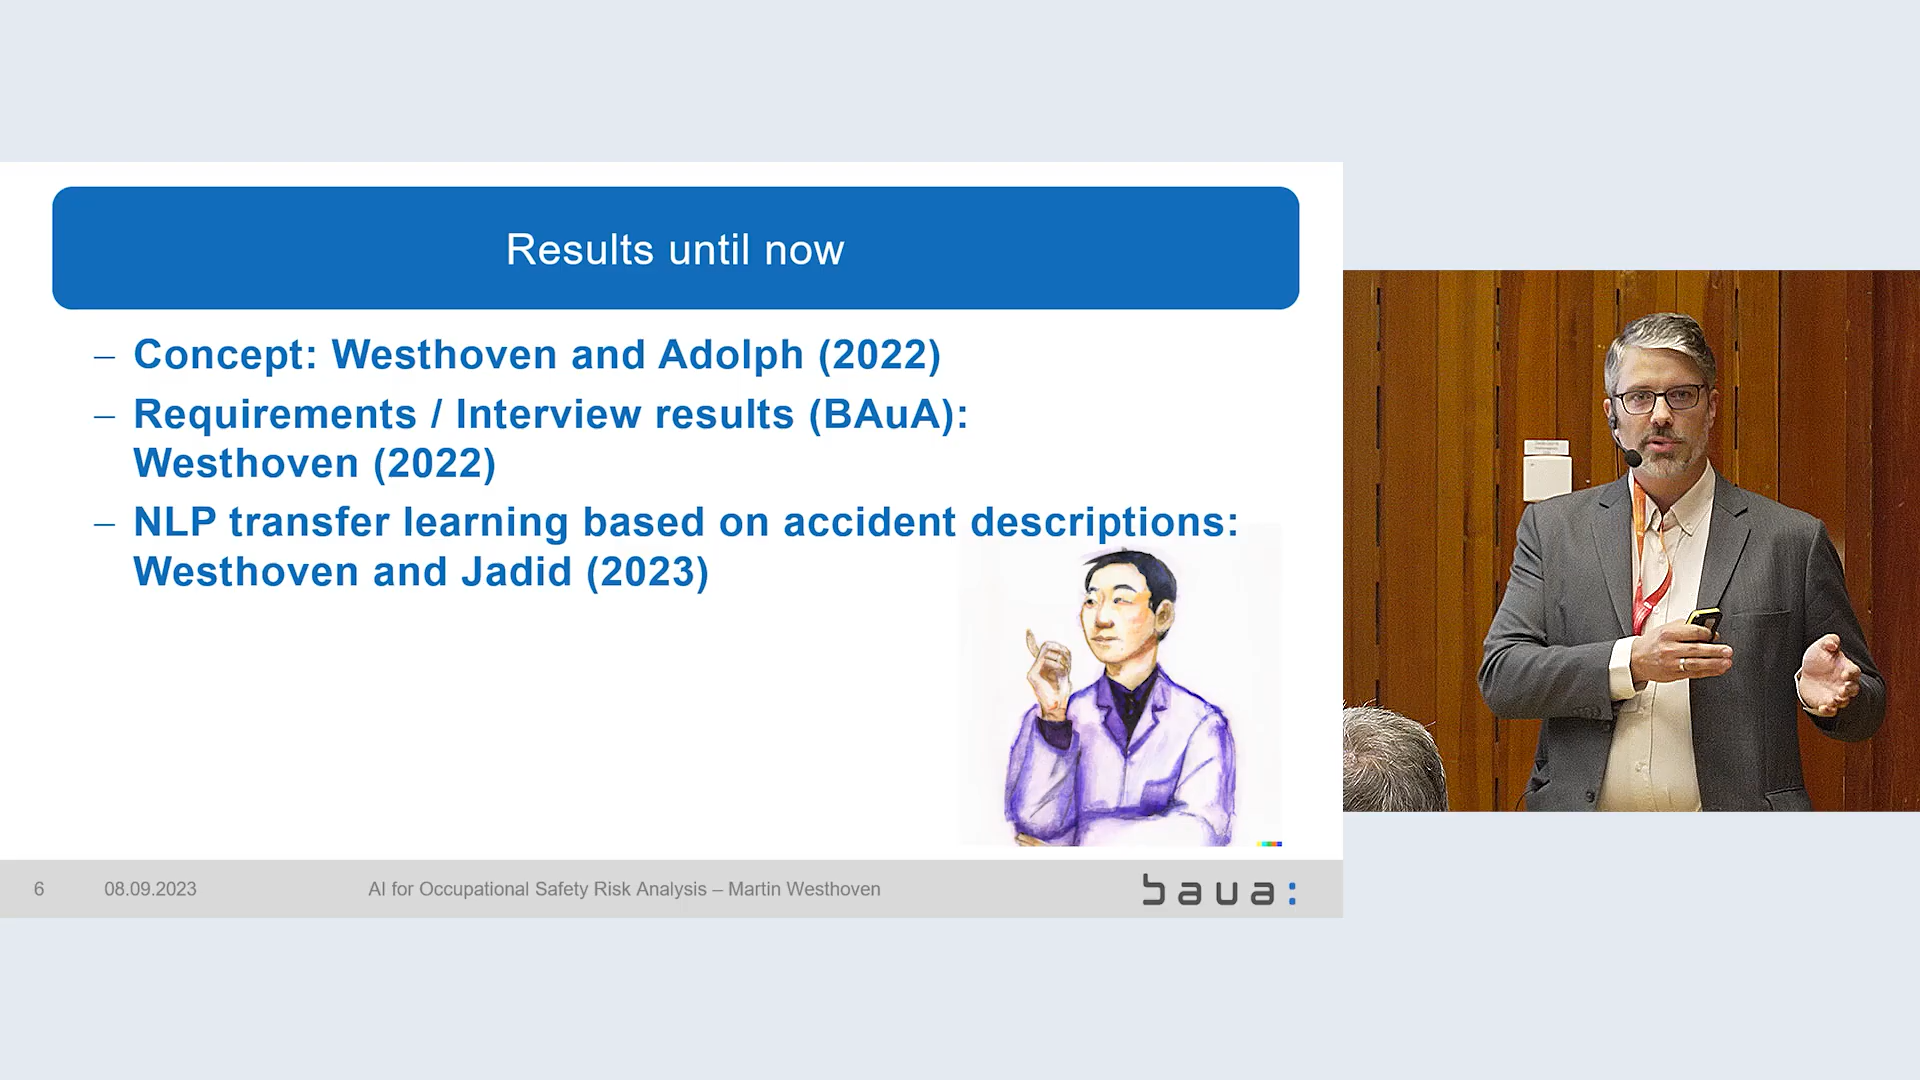 Results until now
– Concept: Westhoven and Adolph (2022)
– Requirements / Interview results (BAuA):
Westhoven (2022)
– NLP transfer learning based on accident descriptions:
Westhoven and Jadid (2023)
6 08.09.2023 AI for Occupational Safety Risk Analysis – Martin Westhoven baua: